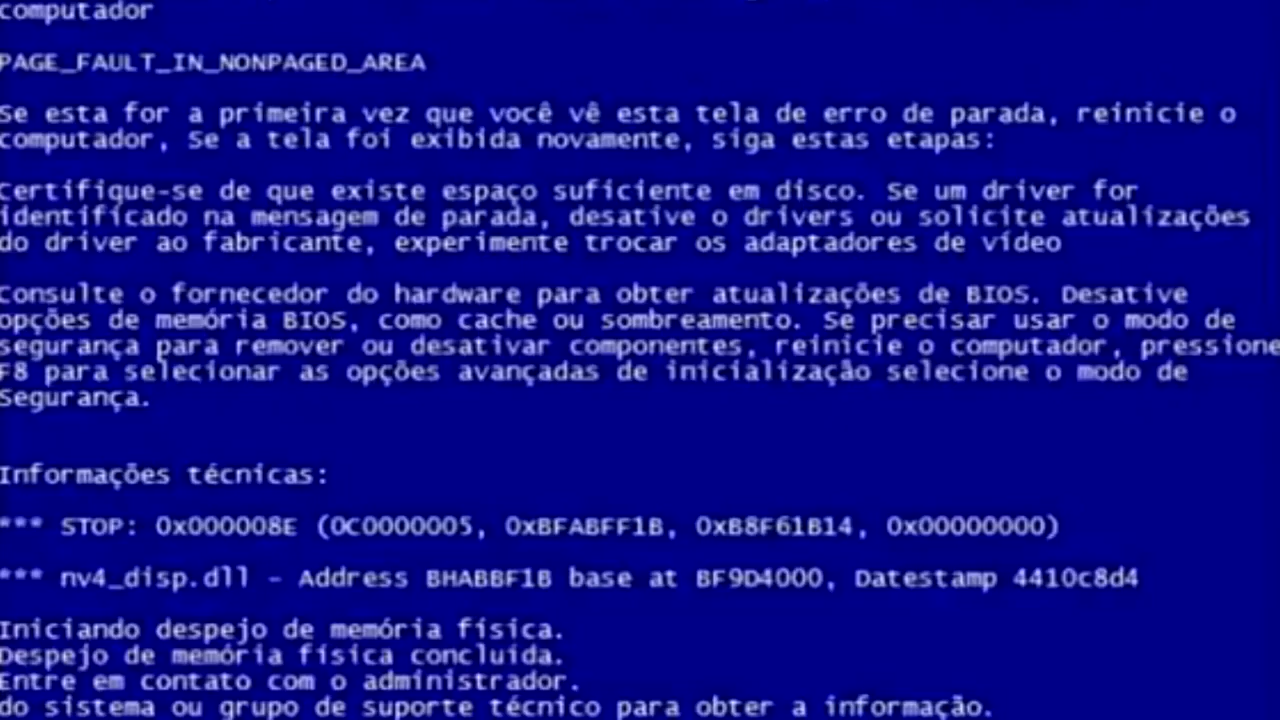 computador
PAGE_FAULT_IN_NONPAGED_AREA
Se esta for a primeira vez que você vê esta tela de erro de parada, reinicie o
computador, Se a tela foi exibida novamente, siga estas etapas:
Certifique-se de que existe espaço suficiente em disco. Se um driver for
identificado na mensagem de parada, desative o drivers ou solicite atualizações
do driver ao fabricante, experimente trocar os adaptadores de vídeo
Consulte o fornecedor do hardware para obter atualizações de BIOS. Desative
opções de memória BIOS, como cache ou sombreamento. Se precisar usar o modo de
segurança para remover ou desativar componentes, reinicie o computador, pressione
F8 para selecionar as opções avançadas de inicialização selecione o modo de
Segurança.
Informações técnicas:
*** STOP: 0x000008E (0C0000005, 0xBFABFF1B, 0xB8F61B14, 0x00000000)
*** nv4_disp.dll - Address BHABBF1B base at BF9D4000, Datestamp 4410c8d4
Iniciando despejo de memória física.
Despejo de memória física concluída.
Entre em contato com o administrador.
do sistema ou grupo de suporte técnico para obter a informação.